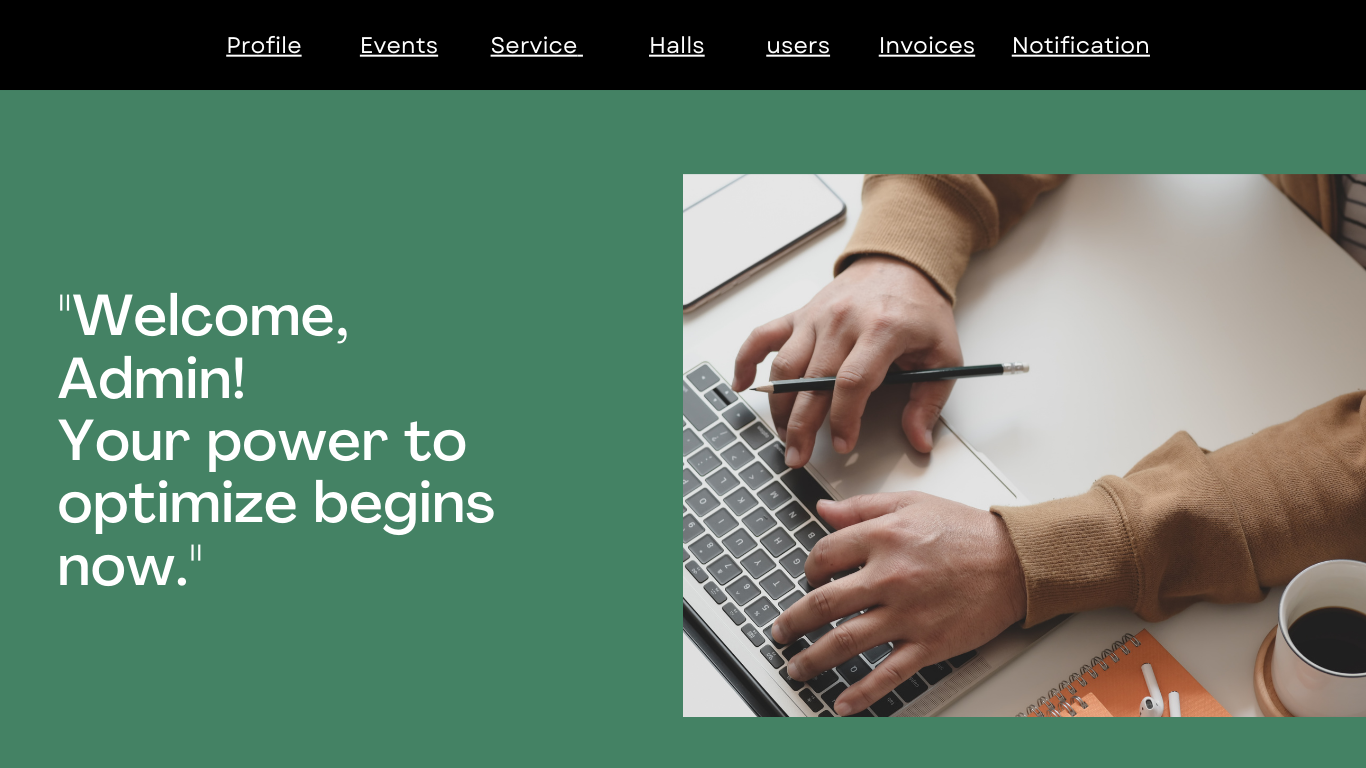 Profile Events Service Halls users Invoices Notification
"Welcome,
Admin!
Your power to
optimize begins
now."